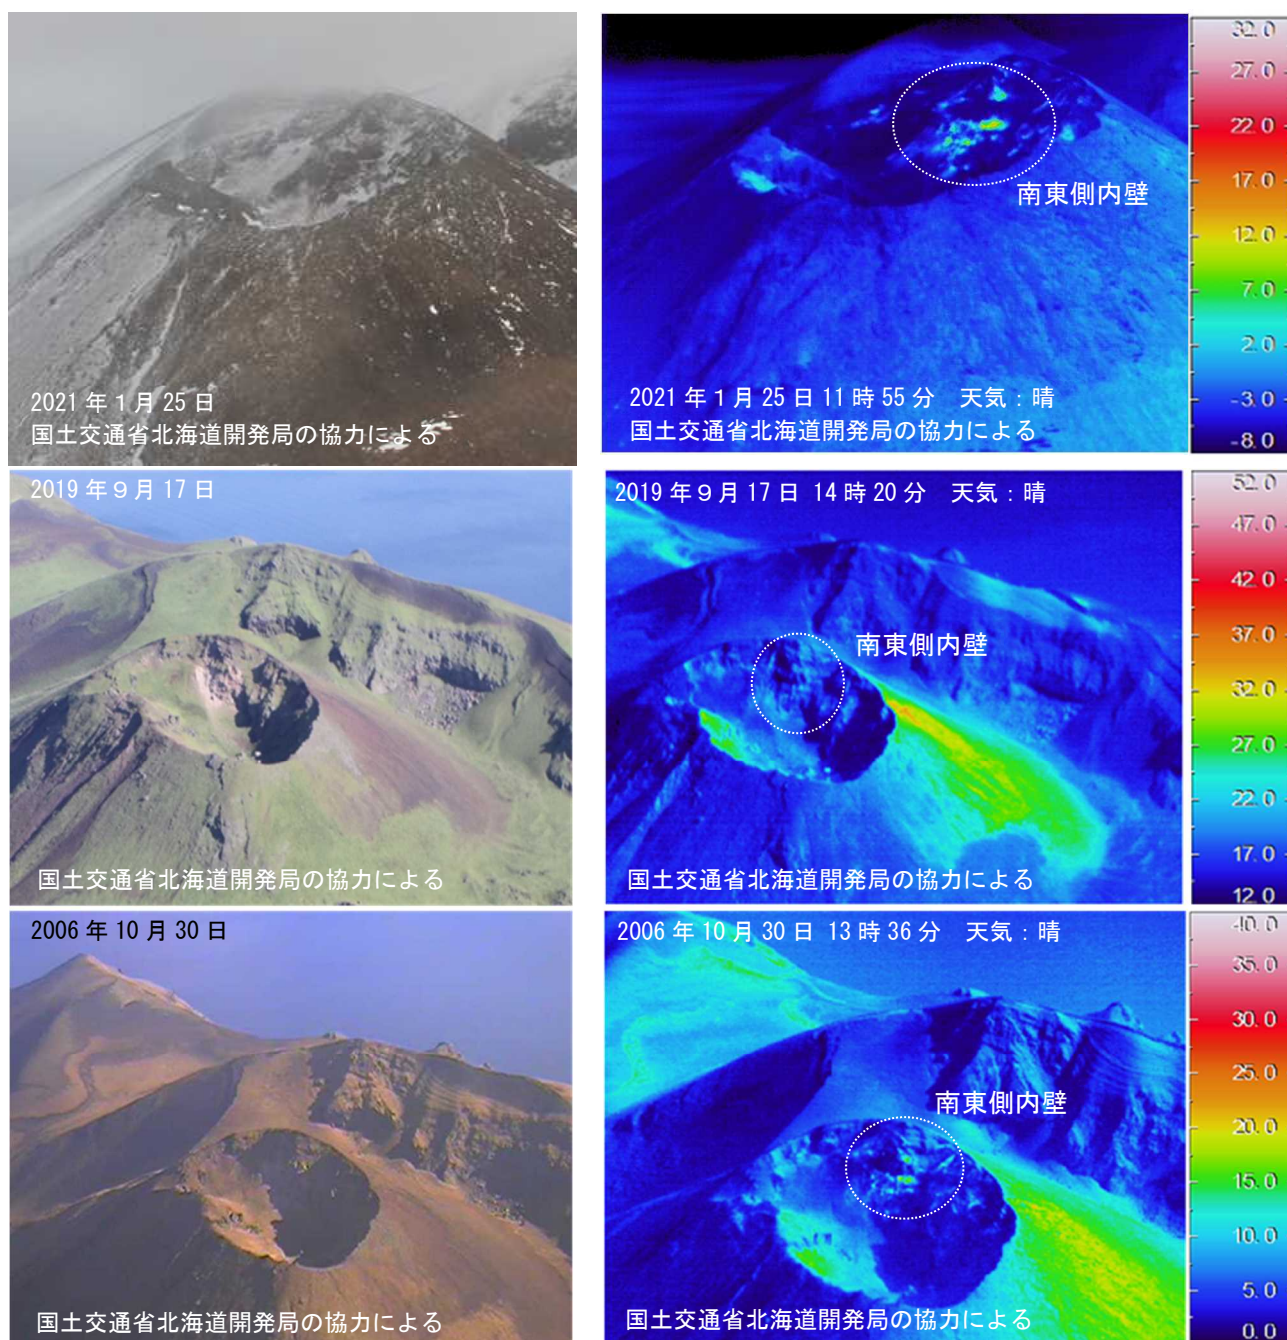 2021年1月25日
国土交通省北海道開発局の協力による
南東側内壁
2021年1月25日11時55分 天気：晴
国土交通省北海道開発局の協力による
32.0
27.0
22.0
17.0
12.0
7.0
2.0
-3.0
-8.0
2019年9月17日
国土交通省北海道開発局の協力による
2019年9月17日 14時20分 天気：晴
南東側内壁
国土交通省北海道開発局の協力による
52.0
47.0
42.0
37.0
32.0
27.0
22.0
17.0
12.0
2006年10月30日
国土交通省北海道開発局の協力による
2006年10月30日 13時36分 天気：晴
南東側内壁
国土交通省北海道開発局の協力による
40.0
35.0
30.0
25.0
20.0
15.0
10.0
5.0
0.0